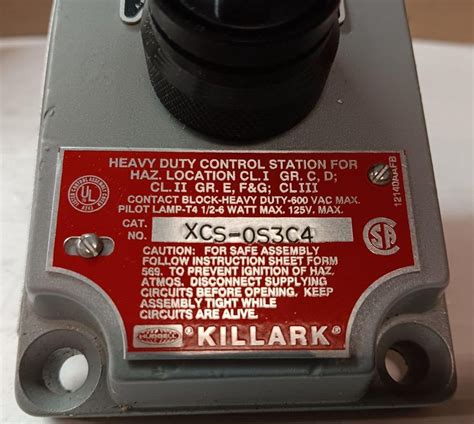 HEAVY DUTY CONTROL STATION FOR
HAZ. LOCATION CL.I GR. C, D;
CL.II GR. E, F&G; CL III
CONTACT BLOCK-HEAVY DUTY-600 VAC MAX.
PILOT LAMP-T4 1/2-6 WATT MAX. 125V. MAX.
CAT.
NO. XCS-0S3C4
CAUTION: FOR SAFE ASSEMBLY
FOLLOW INSTRUCTION SHEET FORM
569. TO PREVENT IGNITION OF HAZ.
ATMOS. DISCONNECT SUPPLYING
CIRCUITS BEFORE OPENING. KEEP
ASSEMBLY TIGHT WHILE
CIRCUITS ARE ALIVE.
® KILLARK®
UL
SA